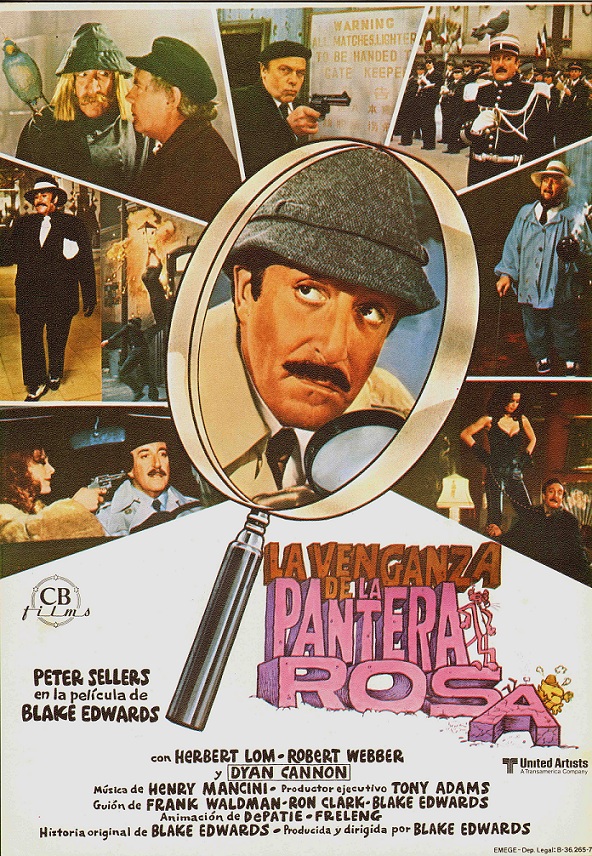 WARNING
ALL MATCHES, LIGHTER
TO BE HANDED
GATE KEEPER
LA VENGANZA
DE LA
PANTERA
ROSA
CB
films
PETER SELLERS
en la película de
BLAKE EDWARDS
con HERBERT LOM - ROBERT WEBBER
y DYAN CANNON
Música de HENRY MANCINI - Productor ejecutivo TONY ADAMS
Guión de FRANK WALDMAN - RON CLARK - BLAKE EDWARDS
Animación de DePATIE - FRELENG
Historia original de BLAKE EDWARDS - Producida y dirigida por BLAKE EDWARDS
United Artists
A Transamerica Company
EMEGE - Dep. Legal: B-36.265-7